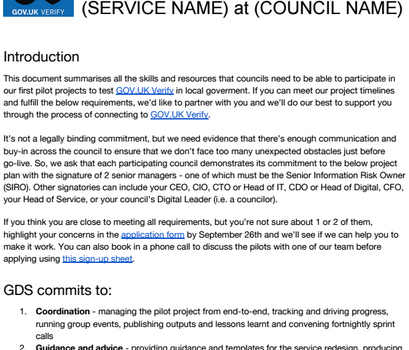 GOV.UK VERIFY
(SERVICE NAME) at (COUNCIL NAME)
Introduction
This document summarises all the skills and resources that councils need to be able to participate in
our first pilot projects to test GOV.UK Verify in local goverment. If you can meet our project timelines
and fulfill the below requirements, we'd like to partner with you and we'll do our best to support you
through the process of connecting to GOV.UK Verify.
It's not a legally binding commitment, but we need evidence that there's enough communication and
buy-in across the council to ensure that we don't face too many unexpected obstacles just before
go-live. So, we ask that each participating council demonstrates its commitment to the below project
plan with the signature of 2 senior managers - one of which must be the Senior Information Risk Owner
(SIRO). Other signatories can include your CEO, CIO, CTO or Head of IT, CDO or Head of Digital, CFO,
your Head of Service, or your council's Digital Leader (i.e. a councilor).
If you think you are close to meeting all requirements, but you're not sure about 1 or 2 of them,
highlight your concerns in the application form by September 26th and we'll see if we can help you to
make it work. You can also book in a phone call to discuss the pilots with one of our team before
applying using this sign-up sheet.
GDS commits to:
1. Coordination - managing the pilot project from end-to-end, tracking and driving progress,
running group events, publishing outputs and lessons learnt and convening fortnightly sprint
calls
2. Guidance and advice - providing guidance and templates for the service redesign, producing